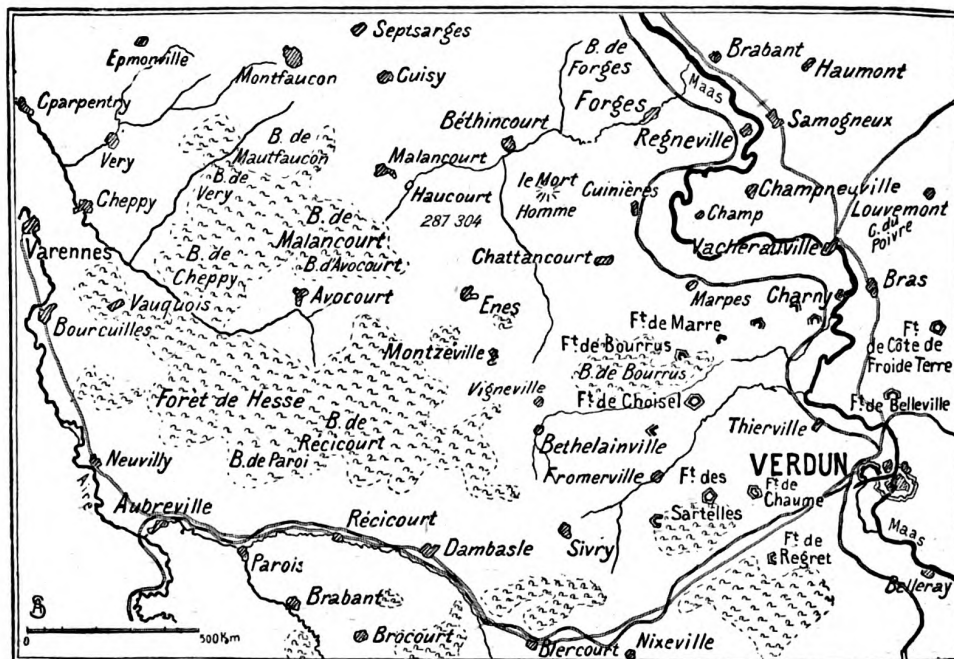 Septsarges
Epmonville
Montfaucon
Cuisy
B. de
Forges
Brabant
Haumont
Cparpentry
Very
Béthincourt
Forges
Maas
Samogneux
Regneville
B. de
Mautfaucon
B. de
Very
Malancourt
Haucourt
287 304
le Mort
Homme
Cuinières
Champneuville
Champ
Louvemont
C. du
Poivre
Cheppy
Varennes
B. de
Malancourt
B. d'Avocourt
B. de
Cheppy
Chattancourt
Vacherauville
Vauquois
Avocourt
Enes
Marpes
Charny
Bras
Bourcuilles
Montzéville
Ft. de Marre
Ft. de Bourrus
B. de Bourrus
Ft.
de Côte de
Froide Terre
Foret de Hesse
Vigneville
Ft. de Choisel
Ft. de Belleville
B. de
Récicourt
B. de Paroi
Bethelainville
Thierville
Neuvilly
Fromerville
Ft. des
Sartelles
VERDUN
Ft. de
Chaume
Aire
Aubreville
Récicourt
Dambasle
Sivry
Ft. de
Regret
Maas
Parois
Belleray
Brabant
Brocourt
Blercourt
Nixeville
0 500 Km